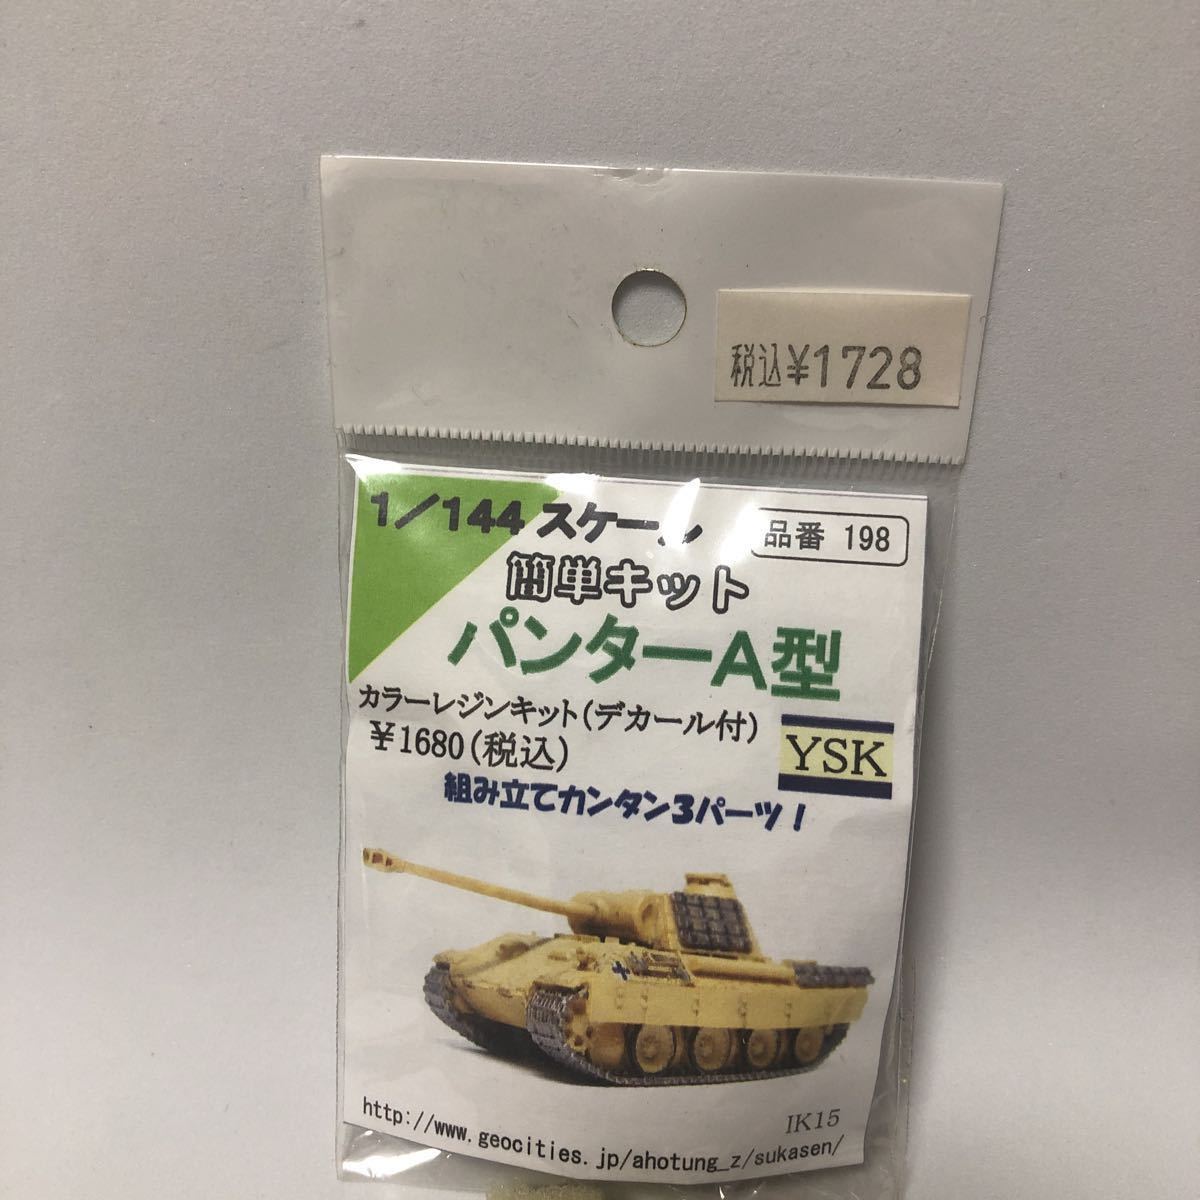 税込¥1728
1/144 スケール
品番 198
簡単キット
パンターA型
カラーレジンキット(デカール付)
¥1680(税込)
YSK
組み立てカンタン3パーツ!
IK15
http://www.geocities.jp/ahotung_z/sukasen/